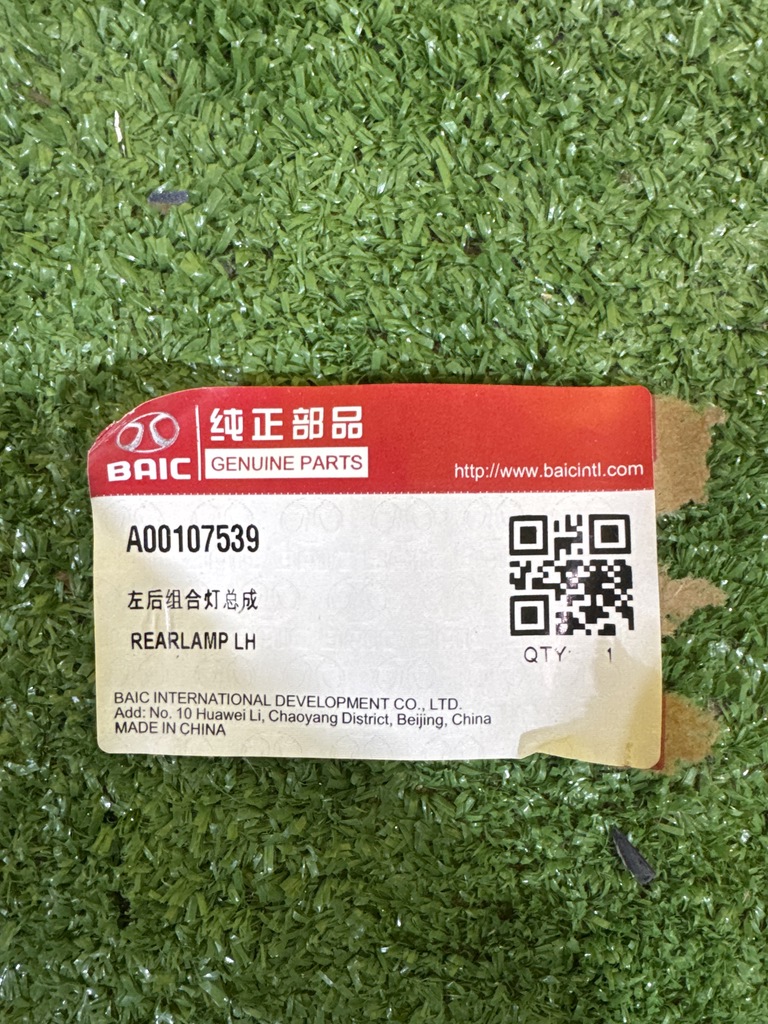 纯正部品
BAIC
GENUINE PARTS
http://www.baicintl.com
A00107539
左后组合灯总成
REARLAMP LH
QTY: 1
BAIC INTERNATIONAL DEVELOPMENT CO., LTD.
Add: No. 10 Huawei Li, Chaoyang District, Beijing, China
MADE IN CHINA